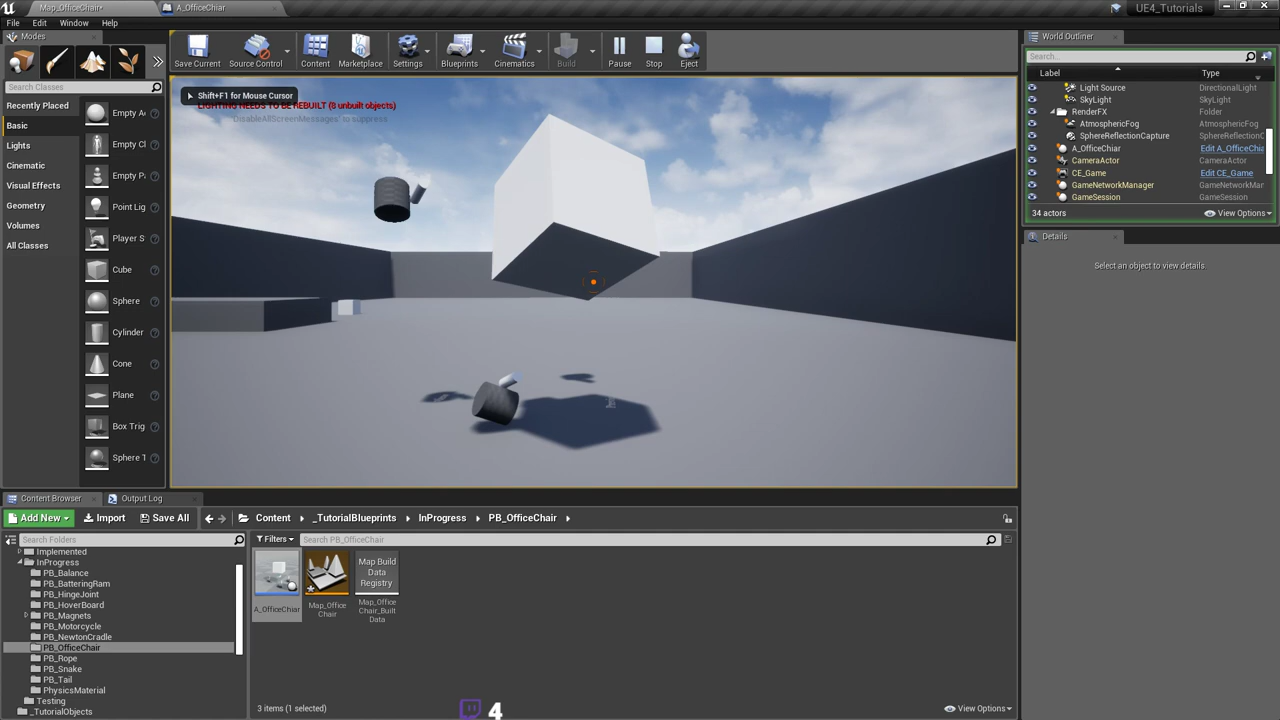 Map_OfficeChair*
A_OfficeChiar
UE4_Tutorials
File
Edit
Window
Help
Modes
Search Classes
Recently Placed
Basic
Lights
Cinematic
Visual Effects
Geometry
Volumes
All Classes
Empty A
Empty Cl
Empty P
Point Lig
Player S
Cube
Sphere
Cylinder
Cone
Plane
Box Trig
Sphere T
Save Current
Source Control
Content
Marketplace
Settings
Blueprints
Cinematics
Build
Pause
Stop
Eject
Shift+F1 for Mouse Cursor
LIGHTING NEEDS TO BE REBUILT (8 unbuilt objects)
'DisableAllScreenMessages' to suppress
World Outliner
Search...
Label
Type
Light Source
DirectionalLight
SkyLight
SkyLight
RenderFX
Folder
AtmosphericFog
AtmosphericFog
SphereReflectionCapture
SphereReflectionC
A_OfficeChiar
Edit A_OfficeChia
CameraActor
CameraActor
CE_Game
Edit CE_Game
GameNetworkManager
GameNetworkMar
GameSession
GameSession
34 actors
View Options
Details
Select an object to view details
Content Browser
Output Log
Add New
Import
Save All
Content
_TutorialBlueprints
InProgress
PB_OfficeChair
Search Folders
Filters
Search PB_OfficeChair
Implemented
InProgress
PB_Balance
PB_BatteringRam
PB_HingeJoint
PB_HoverBoard
PB_Magnets
PB_Motorcycle
PB_NewtonCradle
PB_OfficeChair
PB_Rope
PB_Snake
PB_Tail
PhysicsMaterial
Testing
_TutorialObjects
A_OfficeChiar
Map_Office
Chair
Map Build
Data
Registry
Map_Office
Chair_Built
Data
3 items (1 selected)
4
View Options